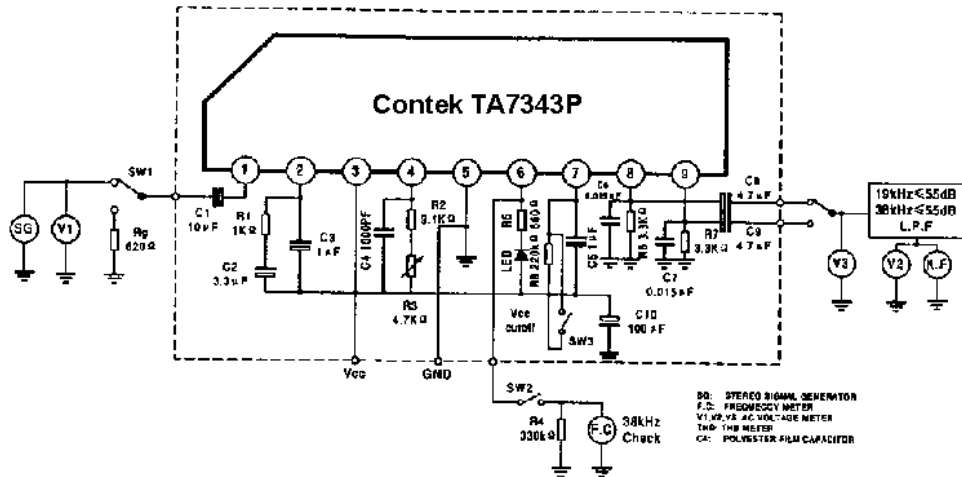 Contek TA7343P
1 2 3 4 5 6 7 8 9
SW1
SG
V1
Rg
620Ω
C1
10μF
R1
1KΩ
C2
3.3μF
C3
1μF
C4 1000PF
R2
9.1KΩ
R3
4.7KΩ
LED
C5 1μF
R7
3.3KΩ
C7
0.015μF
4.7μF
C9
4.7μF
Vcc
cutoff
SW3
C10
100μF
Vcc
GND
SW2
R4
330kΩ
F.C
38kHz
Check
19kHz≤55dB
38kHz≤55dB
L.P.F
V3
V2
SG: STEREO SIGNAL GENERATOR
F.C: FREQMECCY METER
V1,V2,V3 AC VOLTAGE METER
THD THD METER
C4: POLYESTER FILM CAPACITOR